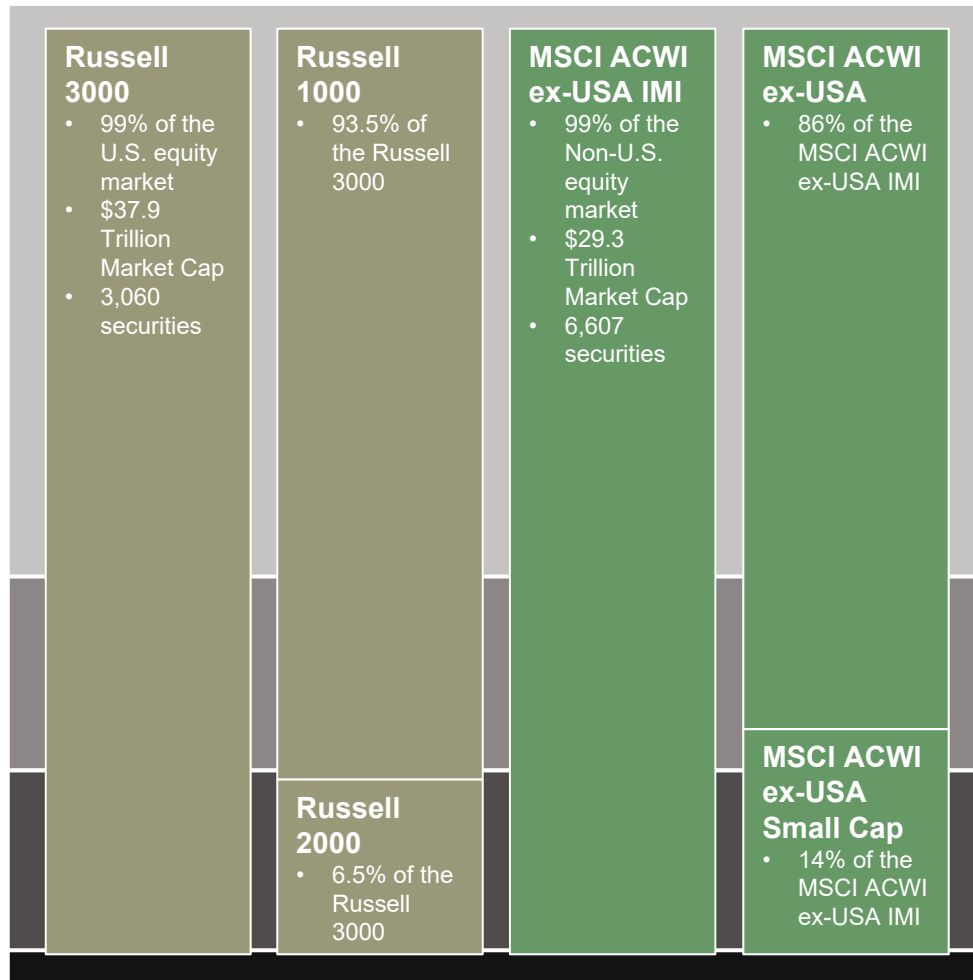 Russell
3000
• 99% of the
U.S. equity
market
• $37.9
Trillion
Market Cap
• 3,060
securities
Russell
1000
• 93.5% of
the Russell
3000
Russell
2000
• 6.5% of the
Russell
3000
MSCI ACWI
ex-USA IMI
• 99% of the
Non-U.S.
equity
market
• $29.3
Trillion
Market Cap
• 6,607
securities
MSCI ACWI
ex-USA
• 86% of the
MSCI ACWI
ex-USA IMI
MSCI ACWI
ex-USA
Small Cap
• 14% of the
MSCI ACWI
ex-USA IMI